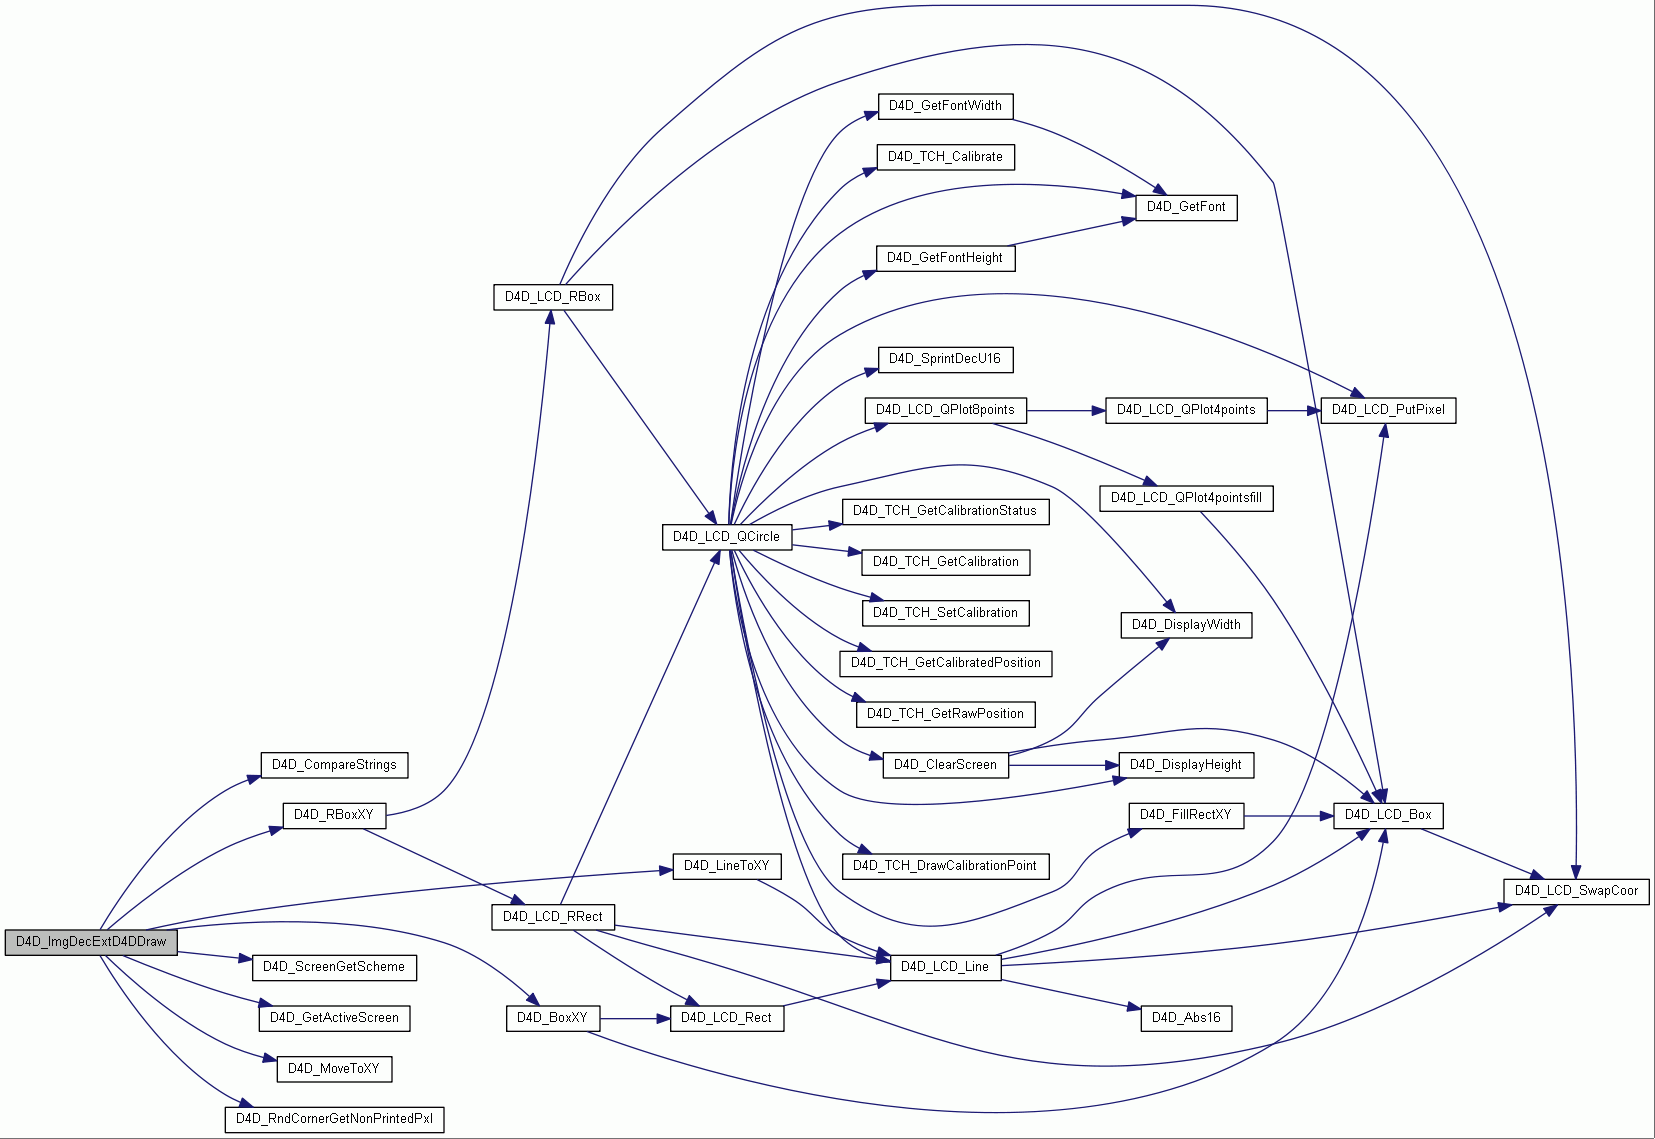 D4D_GetFontWidth
D4D_TCH_Calibrate
D4D_GetFont
D4D_GetFontHeight
D4D_LCD_RBox
D4D_SprintDecU16
D4D_LCD_QPlot8points
D4D_LCD_QPlot4points
D4D_LCD_PutPixel
D4D_LCD_QPlot4pointsfill
D4D_TCH_GetCalibrationStatus
D4D_LCD_QCircle
D4D_TCH_GetCalibration
D4D_TCH_SetCalibration
D4D_DisplayWidth
D4D_TCH_GetCalibratedPosition
D4D_TCH_GetRawPosition
D4D_CompareStrings
D4D_ClearScreen
D4D_DisplayHeight
D4D_RBoxXY
D4D_FillRectXY
D4D_LCD_Box
D4D_LineToXY
D4D_TCH_DrawCalibrationPoint
D4D_LCD_SwapCoor
D4D_LCD_RRect
D4D_ImgDecExtD4DDraw
D4D_ScreenGetScheme
D4D_LCD_Line
D4D_GetActiveScreen
D4D_BoxXY
D4D_LCD_Rect
D4D_Abs16
D4D_MoveToXY
D4D_RndCornerGetNonPrintedPxl